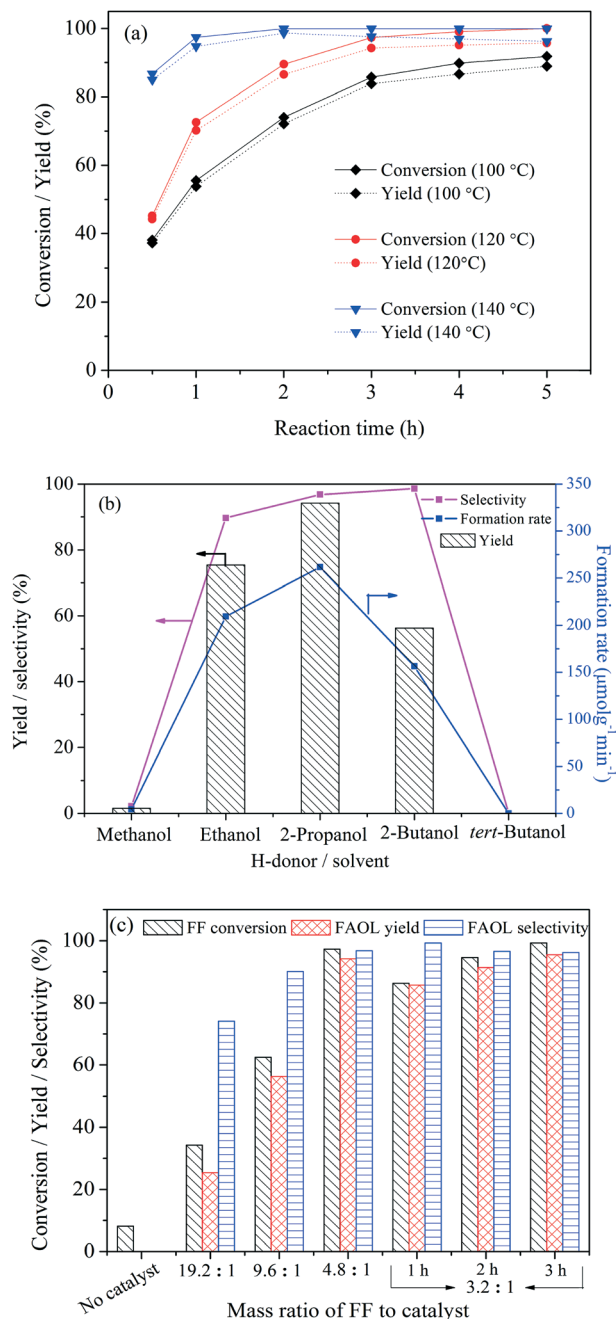 (a)
100
80
60
40
20
0
Conversion / Yield (%)
Conversion (100 °C)
Yield (100 °C)
Conversion (120 °C)
Yield (120°C)
Conversion (140 °C)
Yield (140 °C)
1 2 3 4 5
Reaction time (h)
(b)
100
80
60
40
20
0
Yield / selectivity (%)
Selectivity
Formation rate
Yield
350
300
250
200
150
100
50
0
Formation rate (μmolg⁻¹ min⁻¹)
Methanol Ethanol 2-Propanol 2-Butanol tert-Butanol
H-donor / solvent
(c)
FF conversion FAOL yield FAOL selectivity
100
80
60
40
20
0
Conversion / Yield / Selectivity (%)
No catalyst 19.2 : 1 9.6 : 1 4.8 : 1 1 h 2 h 3 h
3.2 : 1
Mass ratio of FF to catalyst